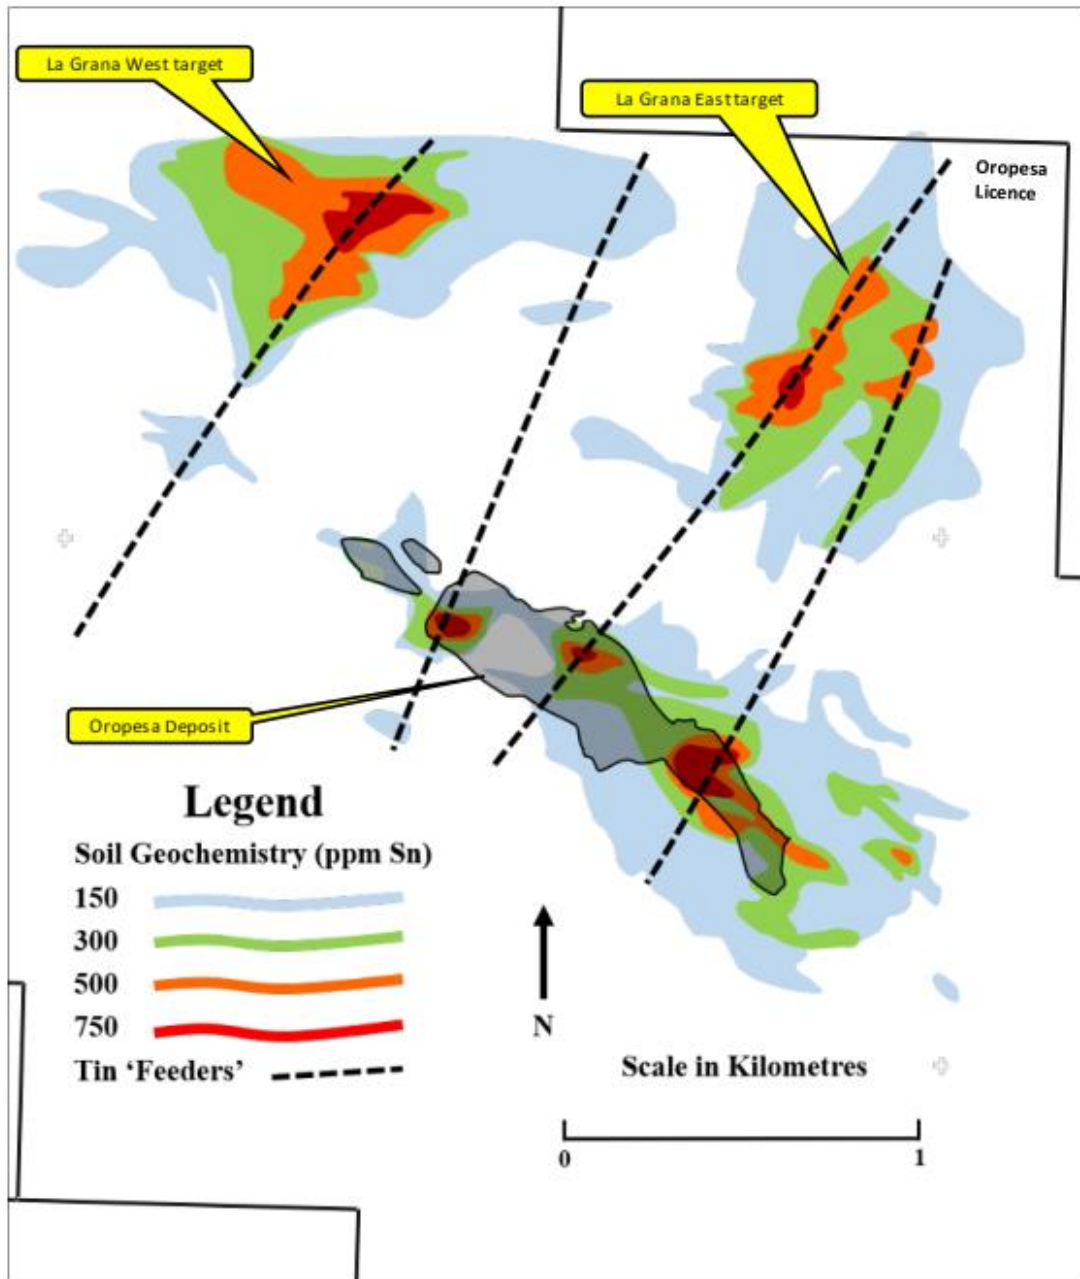 La Grana West target
La Grana East target
Oropesa
Licence
Oropesa Deposit
Legend
Soil Geochemistry (ppm Sn)
150
300
500
750
Tin ‘Feeders’
N
Scale in Kilometres
0 1